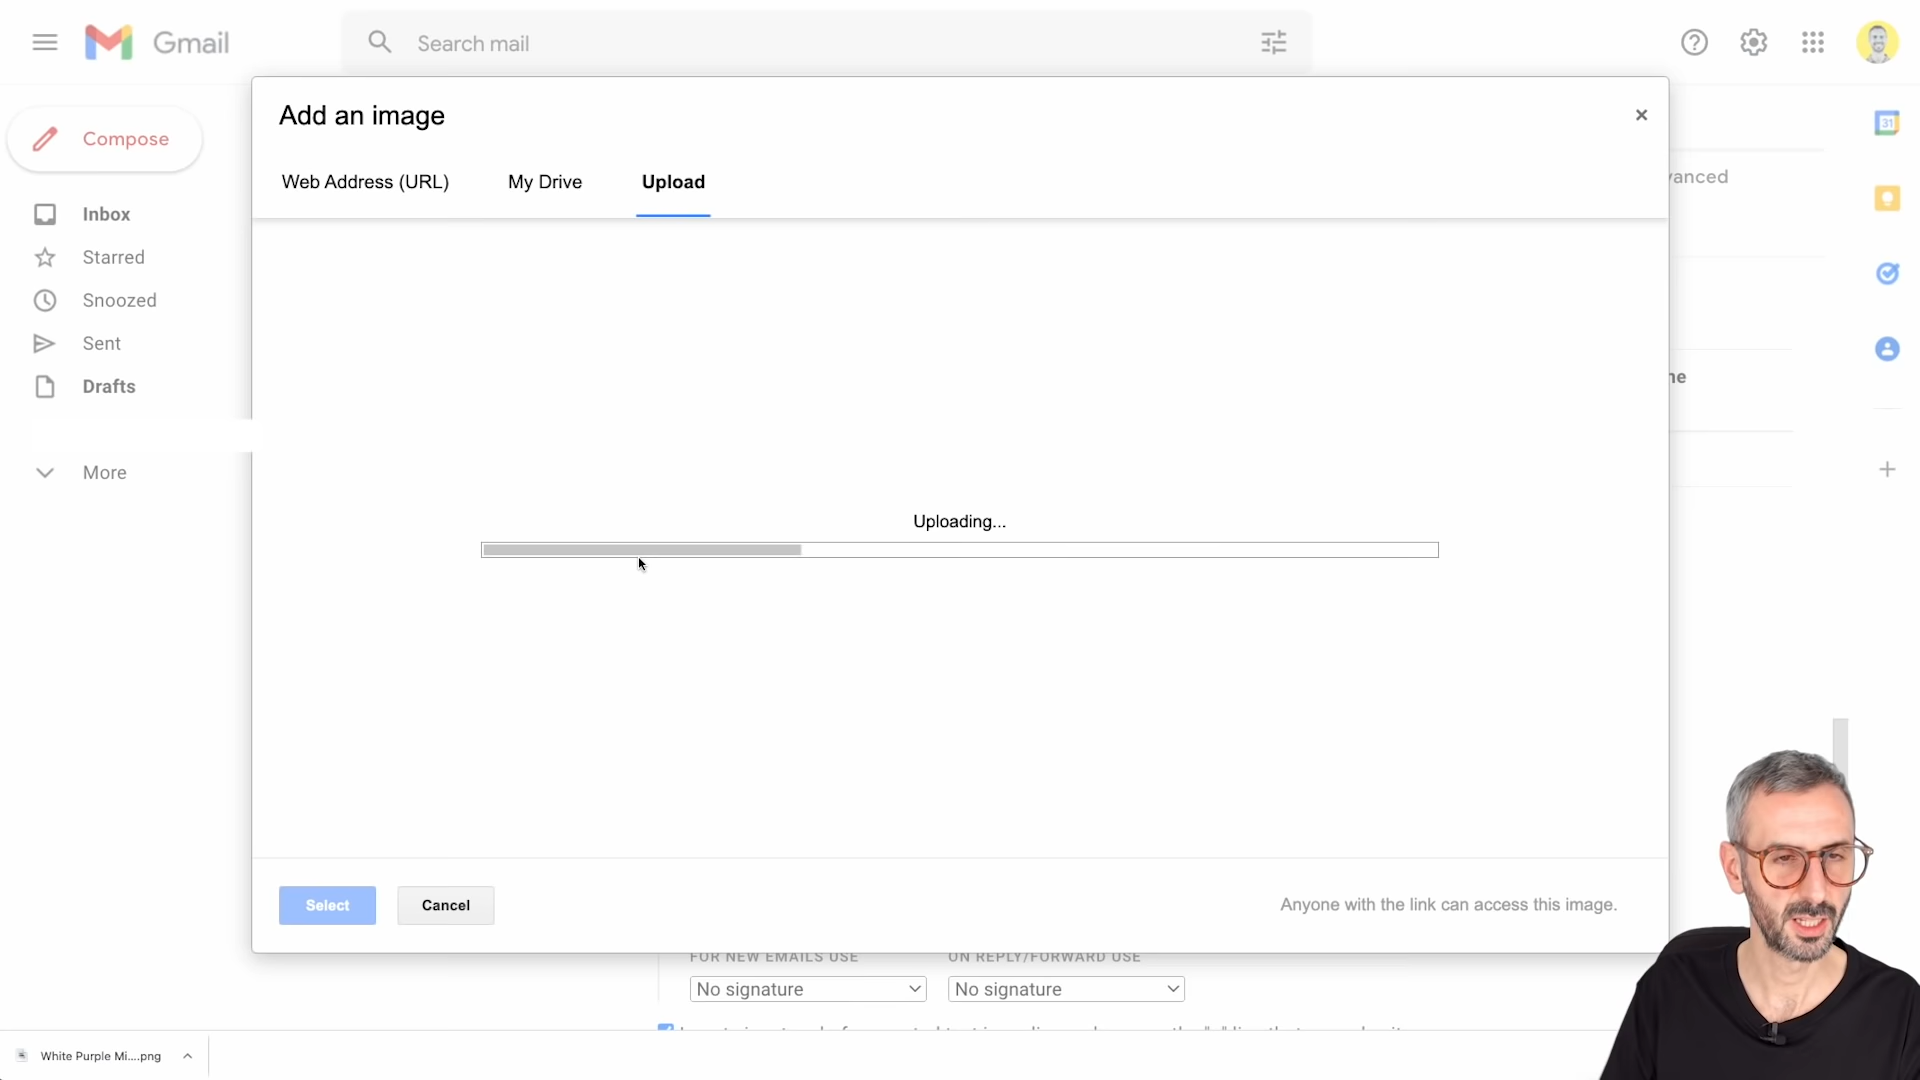 Gmail
Search mail
Compose
Inbox
Starred
Snoozed
Sent
Drafts
More
Add an image
Web Address (URL)
My Drive
Upload
31
Uploading...
Select
Cancel
Anyone with the link can access this image.
FOR NEW EMAILS USE
ON REPLY/FORWARD USE
No signature
No signature
White Purple Mi....png